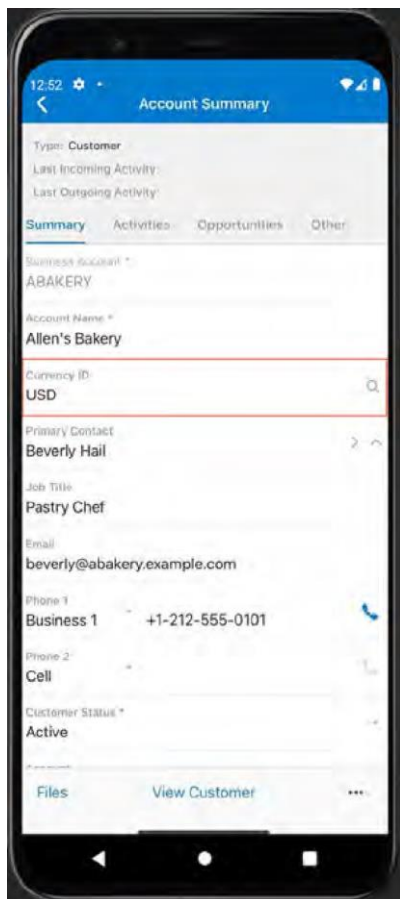 12:52
Account Summary
Type: Customer
Last Incoming Activity:
Last Outgoing Activity:
Summary Activities Opportunities Other
Business Account *
ABAKERY
Account Name *
Allen's Bakery
Currency ID
USD
Primary Contact
Beverly Hail
Job Title
Pastry Chef
Email
beverly@abakery.example.com
Phone 1
Business 1 +1-212-555-0101
Phone 2
Cell
Customer Status *
Active
Files View Customer